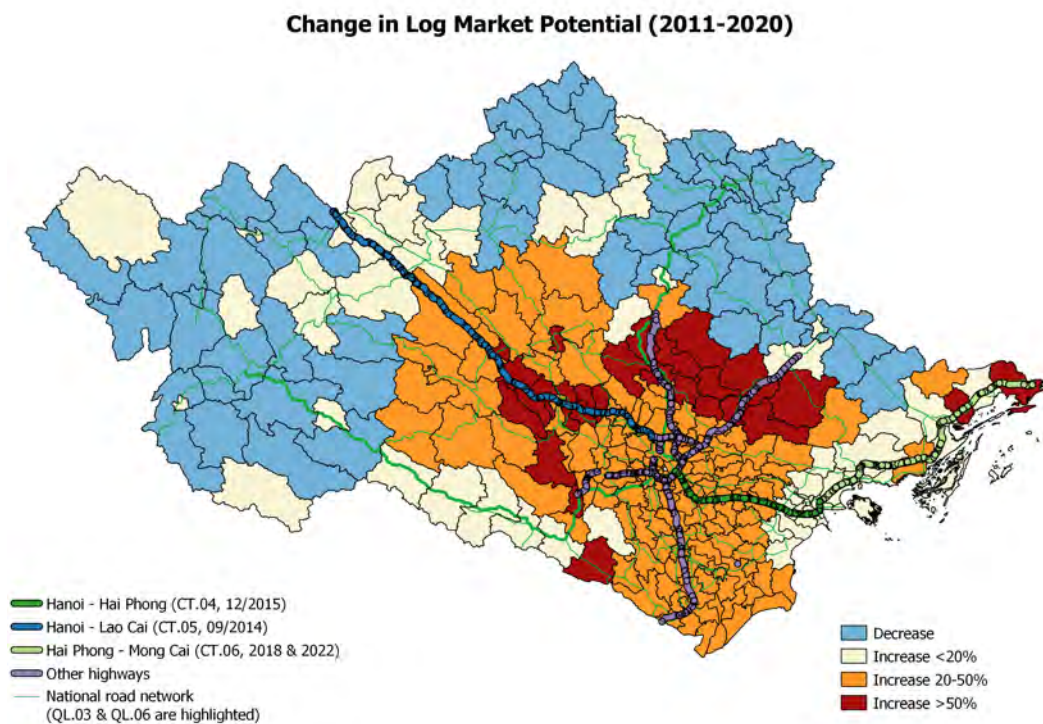 Change in Log Market Potential (2011-2020)
Hanoi - Hai Phong (CT.04, 12/2015)
Hanoi - Lao Cai (CT.05, 09/2014)
Hai Phong - Mong Cai (CT.06, 2018 & 2022)
Other highways
National road network
(QL.03 & QL.06 are highlighted)
Decrease
Increase <20%
Increase 20-50%
Increase >50%